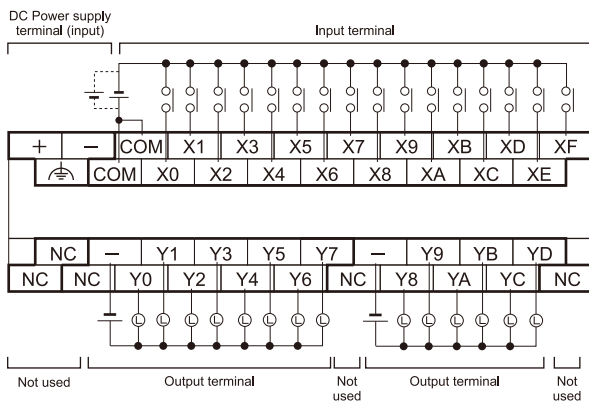 DC Power supply
terminal (input)
Input terminal
+ − COM X1 X3 X5 X7 X9 XB XD XF
COM X0 X2 X4 X6 X8 XA XC XE
NC − Y1 Y3 Y5 Y7 − Y9 YB YD
NC NC Y0 Y2 Y4 Y6 NC Y8 YA YC NC
L L L L L L L L L L L L L L
Not used
Output terminal
Not
used
Output terminal
Not
used